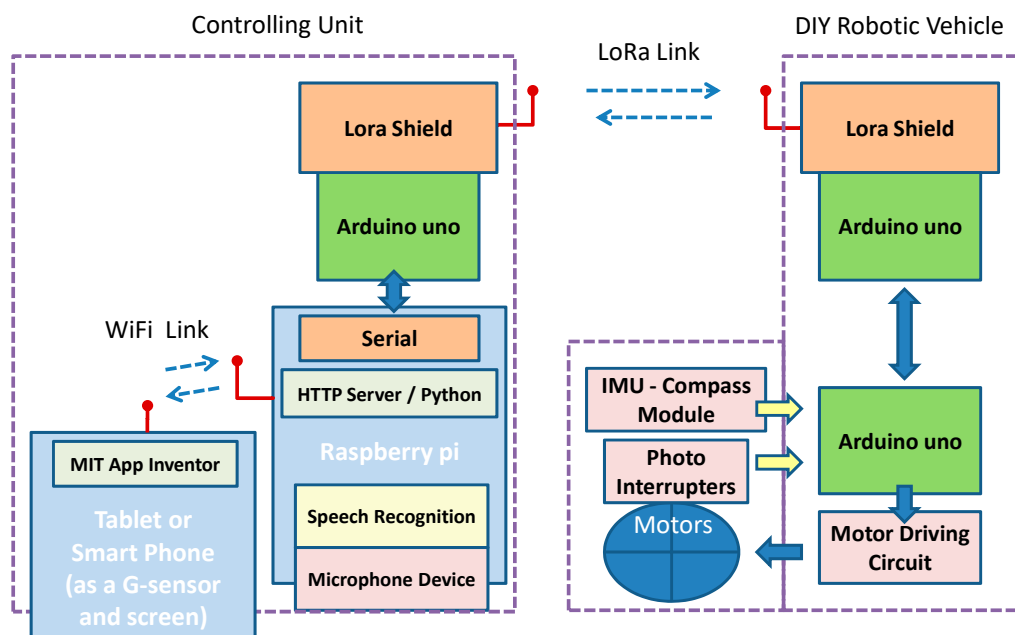 Controlling Unit
DIY Robotic Vehicle
LoRa Link
Lora Shield
Lora Shield
Arduino uno
Arduino uno
WiFi Link
Serial
HTTP Server / Python
Raspberry pi
MIT App Inventor
Speech Recognition
Microphone Device
Tablet or
Smart Phone
(as a G-sensor
and screen)
IMU - Compass
Module
Arduino uno
Photo
Interrupters
Motors
Motor Driving
Circuit